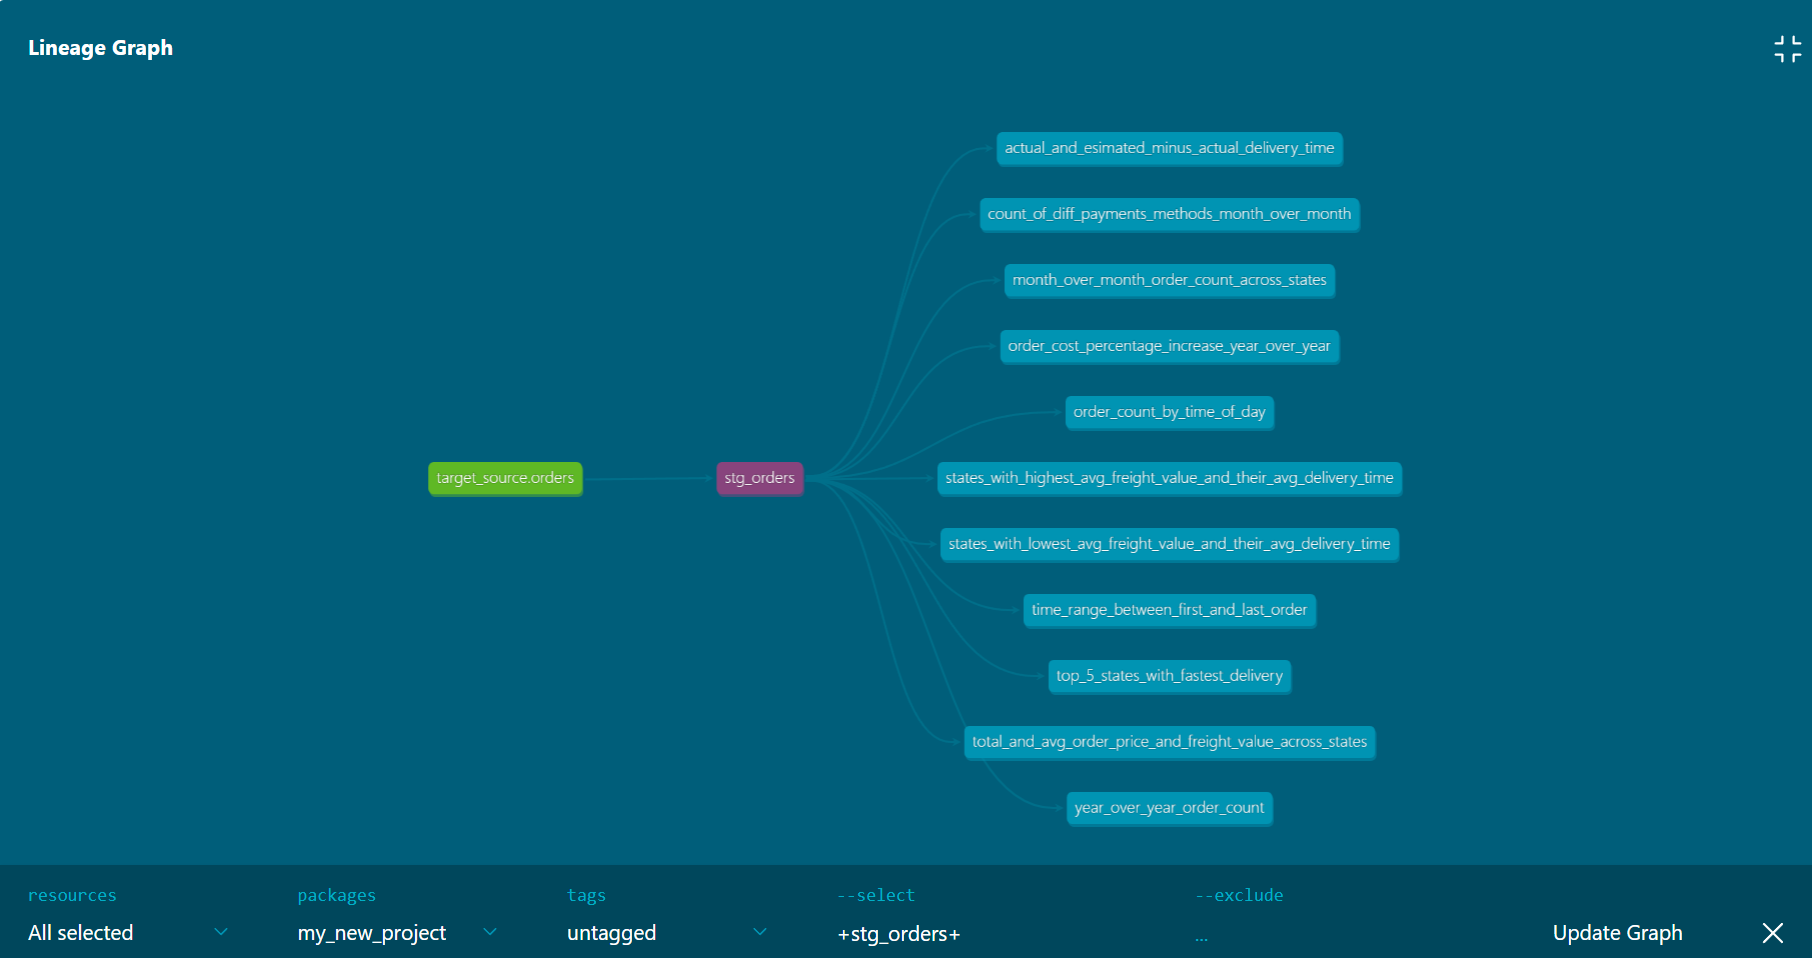 Lineage Graph
actual_and_esimated_minus_actual_delivery_time
count_of_diff_payments_methods_month_over_month
month_over_month_order_count_across_states
order_cost_percentage_increase_year_over_year
order_count_by_time_of_day
target_source.orders
stg_orders
states_with_highest_avg_freight_value_and_their_avg_delivery_time
states_with_lowest_avg_freight_value_and_their_avg_delivery_time
time_range_between_first_and_last_order
top_5_states_with_fastest_delivery
total_and_avg_order_price_and_freight_value_across_states
year_over_year_order_count
resources
All selected
packages
my_new_project
tags
untagged
--select
+stg_orders+
--exclude
...
Update Graph